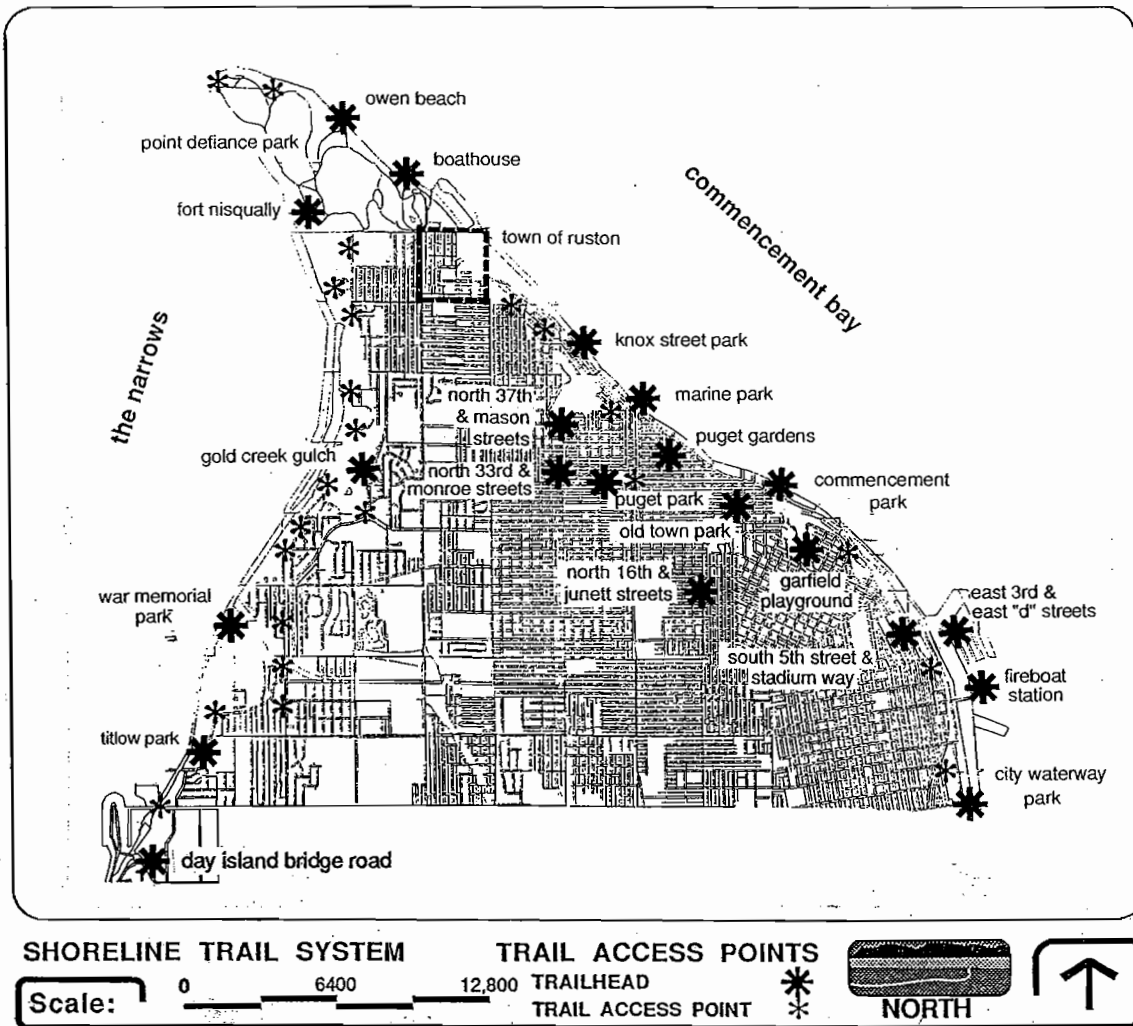 owen beach
point defiance park
boathouse
fort nisqually
commencement bay
town of ruston
the narrows
knox street park
north 37th
& mason
streets
marine park
gold creek gulch
puget gardens
north 33rd &
monroe streets
commencement
park
puget park
old town park
north 16th &
junett streets
garfield
playground
war memorial
park
east 3rd &
east "d" streets
south 5th street &
stadium way
fireboat
station
titlow park
city waterway
park
day island bridge road
SHORELINE TRAIL SYSTEM
TRAIL ACCESS POINTS
Scale:
0 6400 12,800
TRAILHEAD
TRAIL ACCESS POINT
NORTH